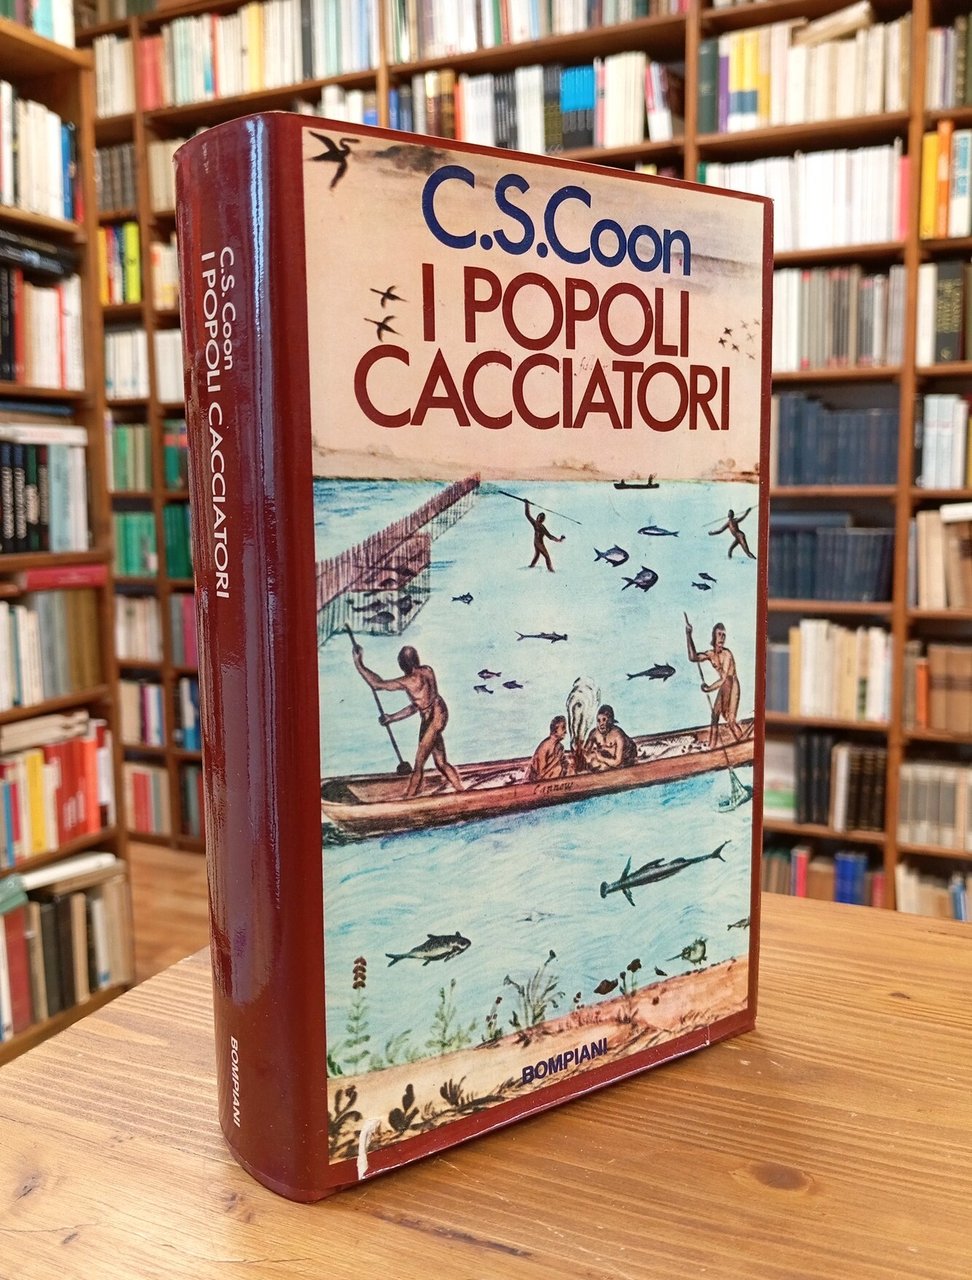 C.S.Coon
I POPOLI
CACCIATORI
BOMPIANI
C.S.Coon
I POPOLI CACCIATORI
BOMPIANI